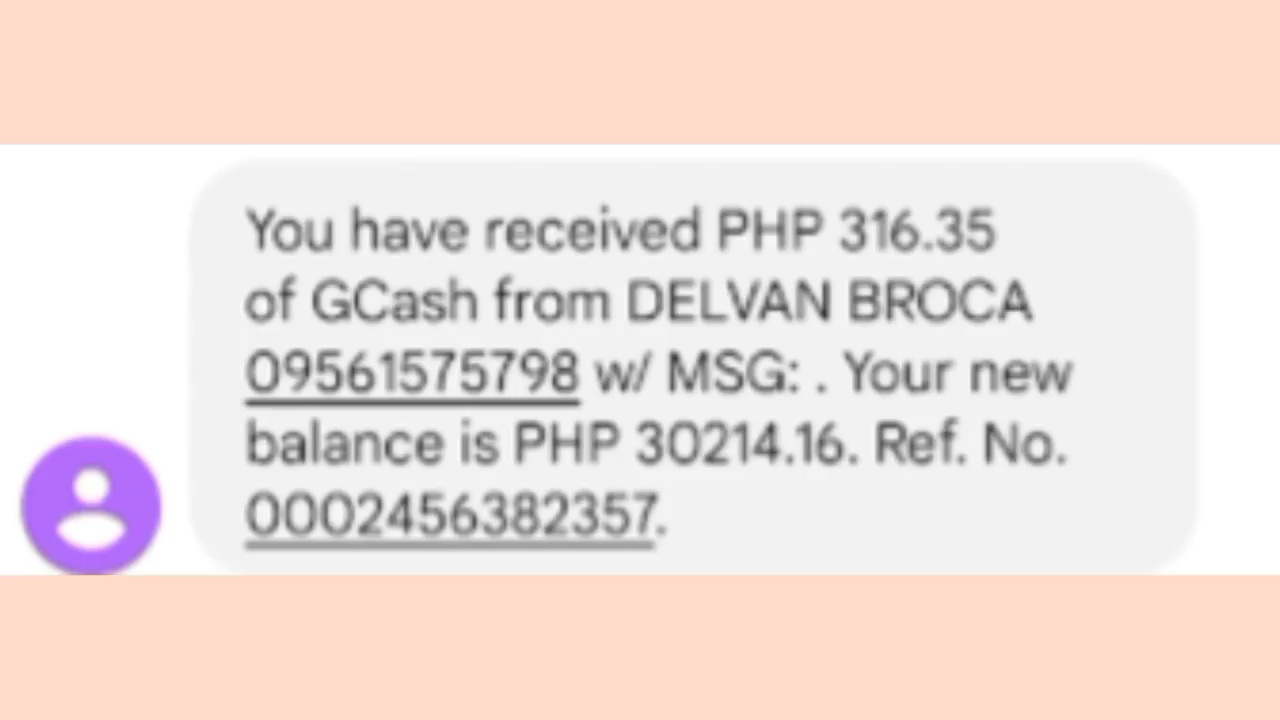 You have received PHP 316.35
of GCash from DELVAN BROCA
09561575798 w/ MSG: . Your new
balance is PHP 30214.16. Ref. No.
0002456382357.